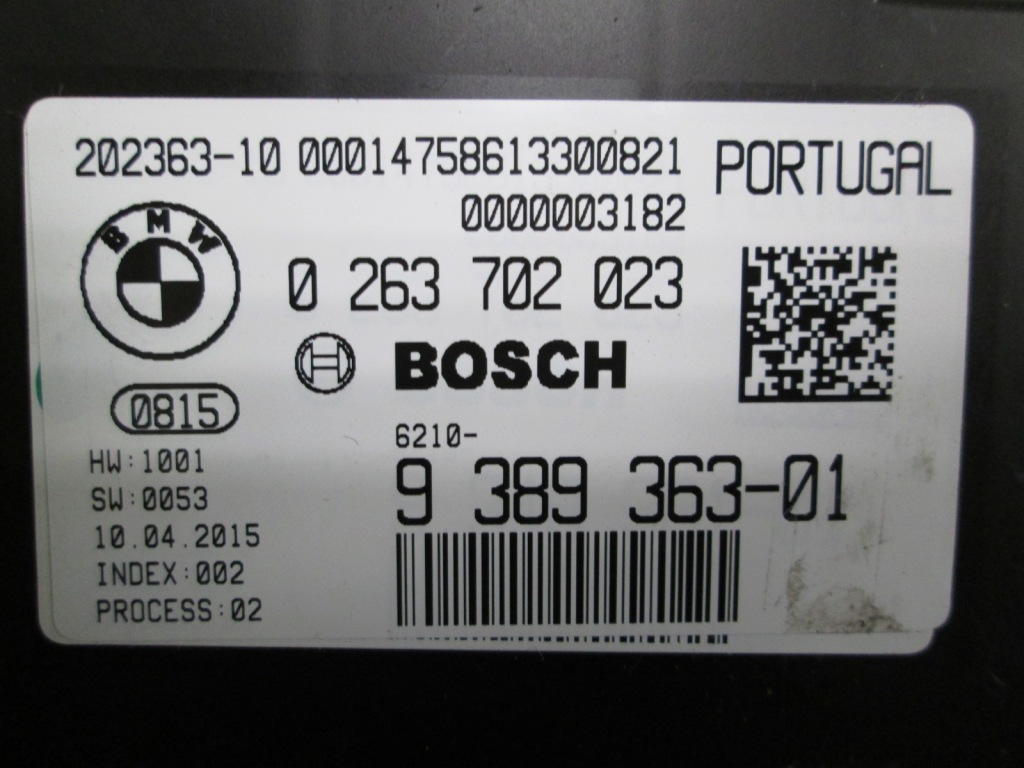 202363-10 00014758613300821 PORTUGAL
0000003182
BMW
0 263 702 023
BOSCH
0815
6210-
9 389 363-01
HW:1001
SW:0053
10.04.2015
INDEX:002
PROCESS:02